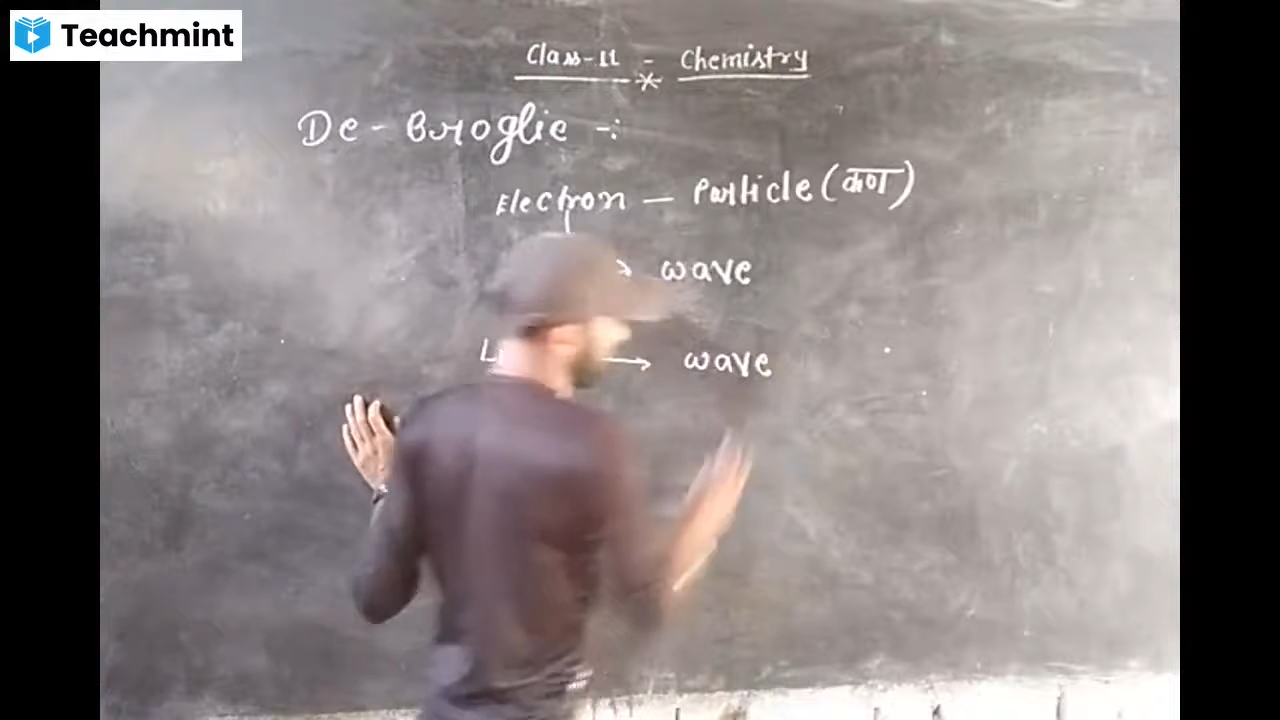 Teachmint
Class-11 - Chemistry
De-Broglie -:
Electron — Particle (कण)
→ wave
→ wave